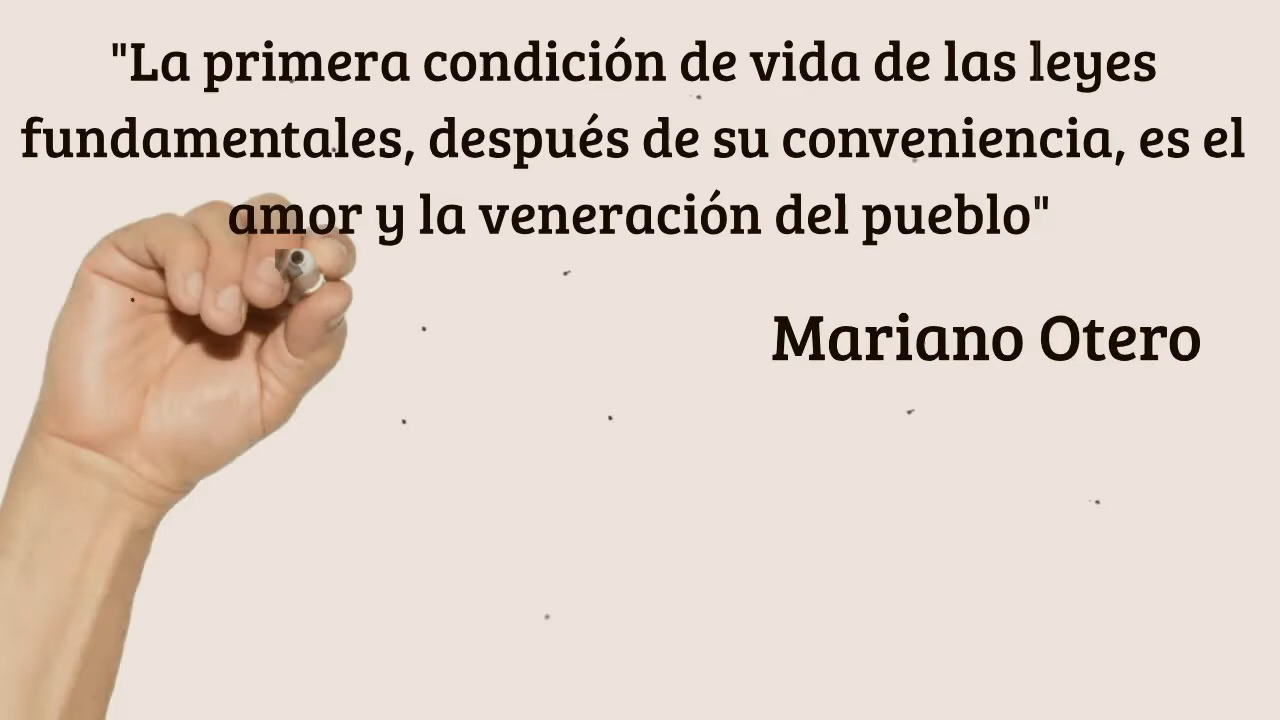 "La primera condición de vida de las leyes
fundamentales, después de su conveniencia, es el
amor y la veneración del pueblo"
Mariano Otero